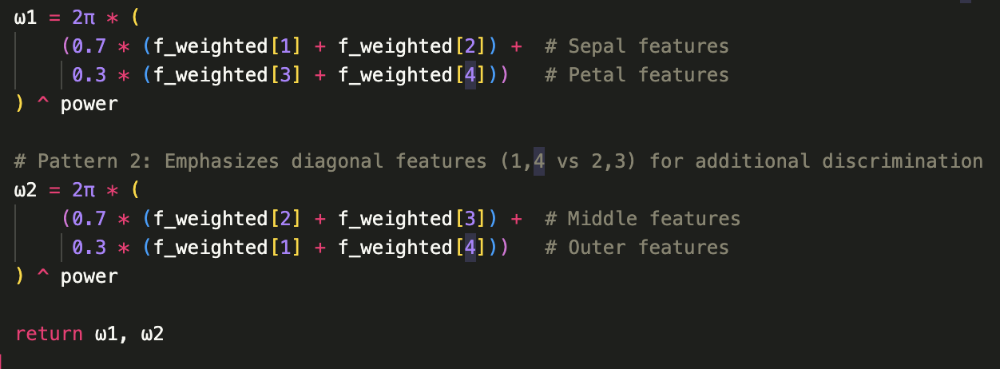 ω1 = 2π * (
(0.7 * (f_weighted[1] + f_weighted[2]) + # Sepal features
0.3 * (f_weighted[3] + f_weighted[4])) # Petal features
) ^ power
# Pattern 2: Emphasizes diagonal features (1,4 vs 2,3) for additional discrimination
ω2 = 2π * (
(0.7 * (f_weighted[2] + f_weighted[3]) + # Middle features
0.3 * (f_weighted[1] + f_weighted[4])) # Outer features
) ^ power
return ω1, ω2